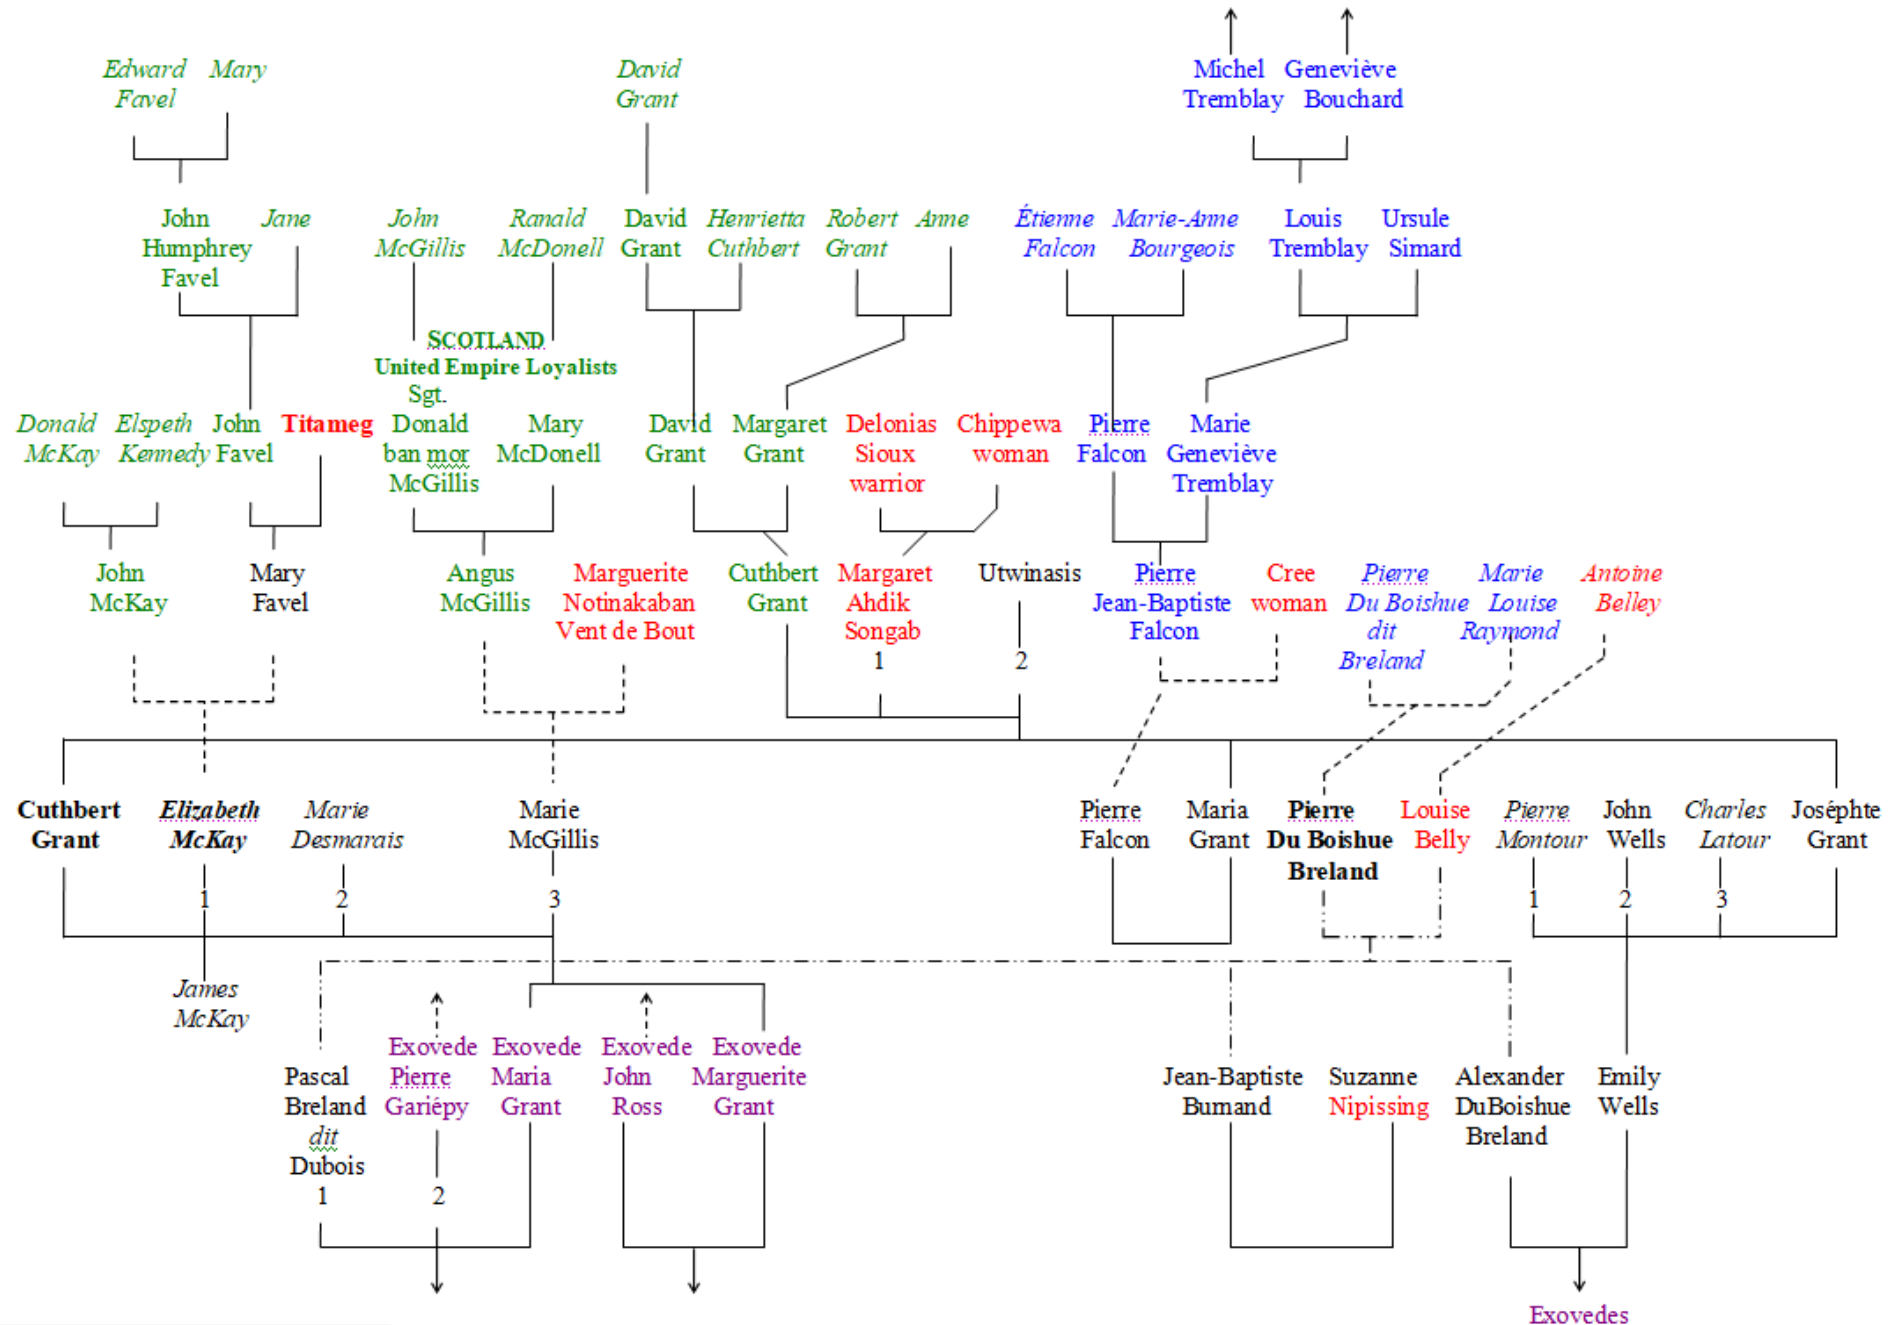 Edward Mary
Favel
David
Grant
Michel Geneviève
Tremblay Bouchard
John
Humphrey
Favel
Jane
John
McGillis
Ranald
McDonell
David
Grant
Henrietta
Cuthbert
Robert
Grant
Anne
Étienne
Falcon
Marie-Anne
Bourgeois
Louis
Tremblay
Ursule
Simard
SCOTLAND
United Empire Loyalists
Donald
McKay
Elspeth
Kennedy
John
Favel
Titameg
Sgt.
Donald
ban mor
McGillis
Mary
McDonell
David
Grant
Margaret
Grant
Delonias
Sioux
warrior
Chippewa
woman
Pierre
Falcon
Marie
Geneviève
Tremblay
John
McKay
Mary
Favel
Angus
McGillis
Marguerite
Notinakaban
Vent de Bout
Cuthbert
Grant
Margaret
Ahdik
Songab
1
Utwinasis
2
Pierre
Jean-Baptiste
Falcon
Cree
woman
Pierre
Du Boishue
dit
Breland
Marie
Louise
Raymond
Antoine
Belley
Cuthbert
Grant
Elizabeth
McKay
1
Marie
Desmarais
2
Marie
McGillis
3
Pierre
Falcon
Maria
Grant
Pierre
Du Boishue
Breland
Louise
Belly
Pierre
Montour
1
John
Wells
2
Charles
Latour
3
Joséphte
Grant
James
McKay
Pascal
Breland
dit
Dubois
1
Exovede
Pierre
Gariépy
2
Exovede
Maria
Grant
Exovede
John
Ross
Exovede
Marguerite
Grant
Jean-Baptiste
Bumand
Suzanne
Nipissing
Alexander
DuBoishue
Breland
Emily
Wells
Exovedes